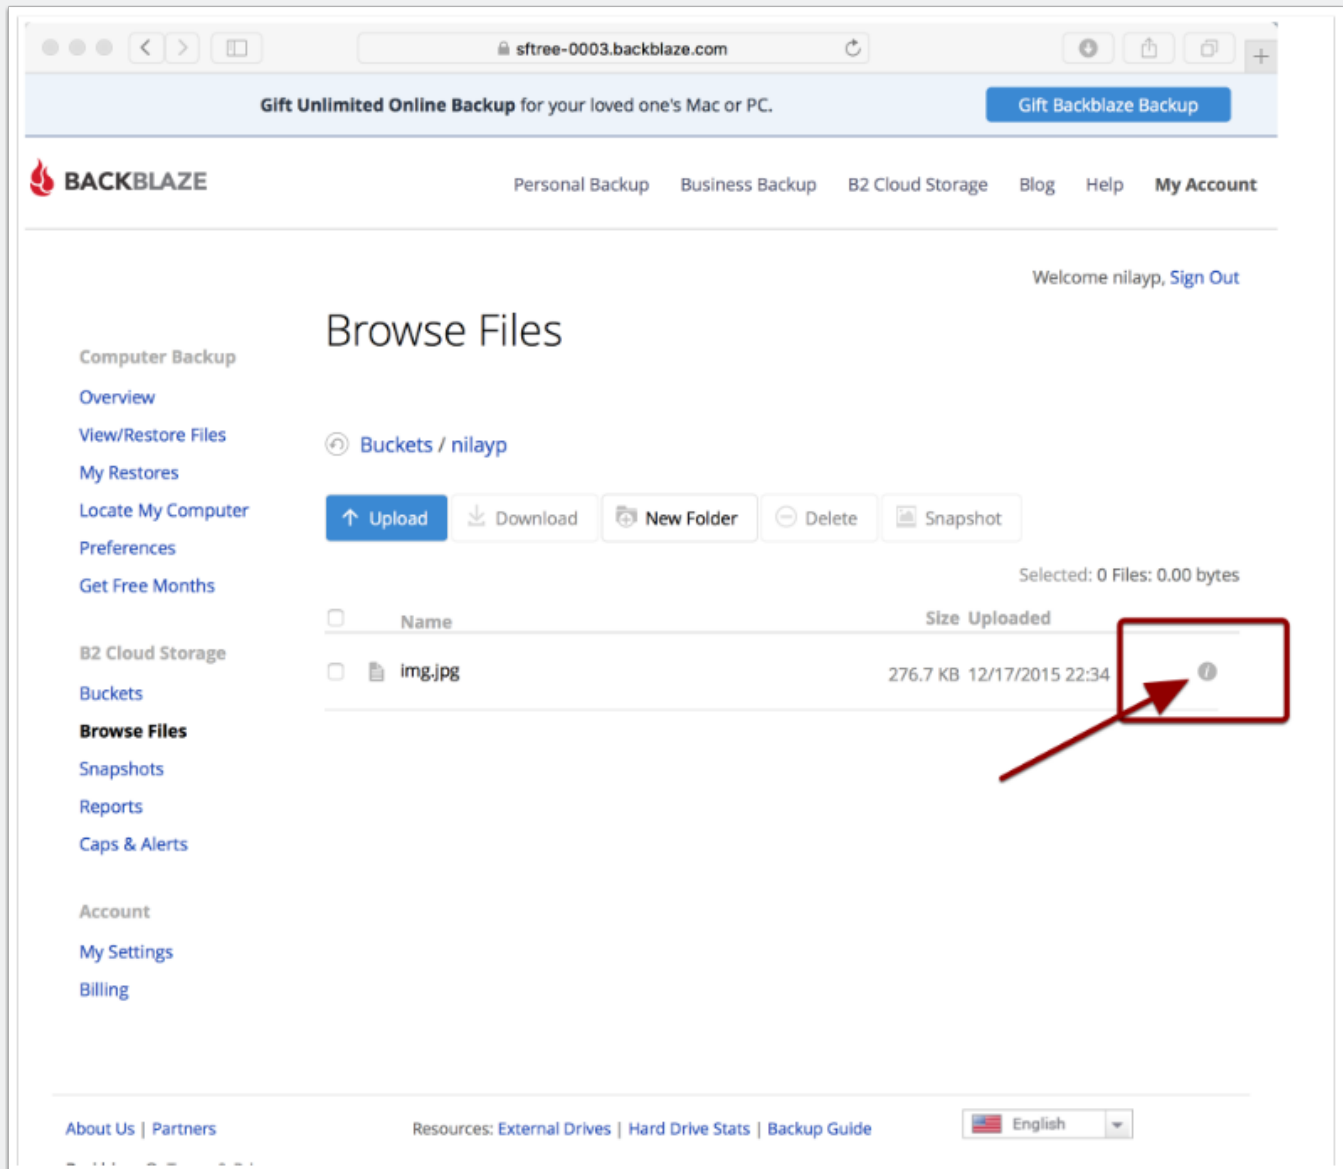 sftree-0003.backblaze.com
Gift Unlimited Online Backup for your loved one's Mac or PC.
Gift Backblaze Backup
BACKBLAZE
Personal Backup Business Backup B2 Cloud Storage Blog Help My Account
Welcome nilayp, Sign Out
Browse Files
Computer Backup
Overview
View/Restore Files
My Restores
Locate My Computer
Preferences
Get Free Months
B2 Cloud Storage
Buckets
Browse Files
Snapshots
Reports
Caps & Alerts
Account
My Settings
Billing
Buckets / nilayp
Upload Download New Folder Delete Snapshot
Selected: 0 Files: 0.00 bytes
Name Size Uploaded
img.jpg 276.7 KB 12/17/2015 22:34
About Us | Partners
Resources: External Drives | Hard Drive Stats | Backup Guide
English